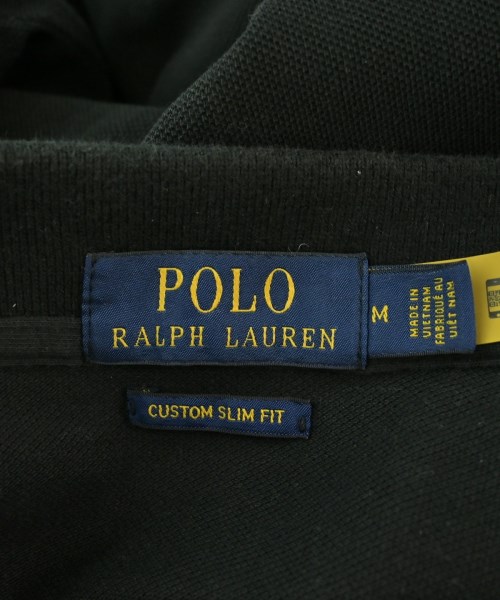 POLO
RALPH LAUREN
M
MADE IN
VIETNAM
FABRIQUÉ AU
VIÊT NAM
CUSTOM SLIM FIT